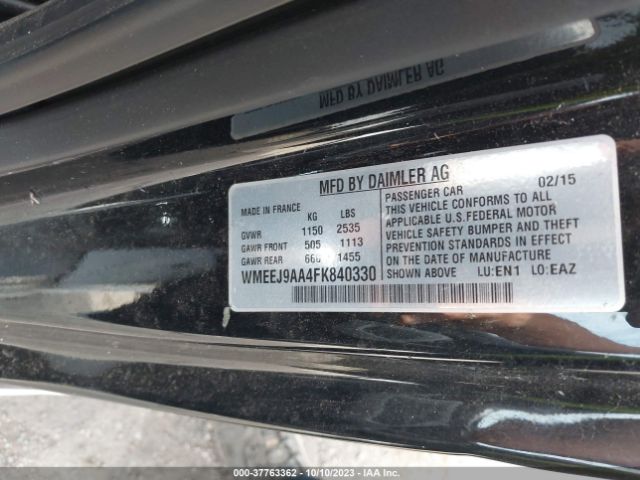 MFD BY DAIMLER AG
MFD BY DAIMLER AG
MADE IN FRANCE
KG LBS
GVWR 1150 2535
GAWR FRONT 505 1113
GAWR REAR 660 1455
WMEEJ9AA4FK840330
PASSENGER CAR 02/15
THIS VEHICLE CONFORMS TO ALL
APPLICABLE U.S.FEDERAL MOTOR
VEHICLE SAFETY BUMPER AND THEFT
PREVENTION STANDARDS IN EFFECT
ON THE DATE OF MANUFACTURE
SHOWN ABOVE LU:EN1 LO:EAZ
000-37763362 • 10/10/2023 • IAA Inc.